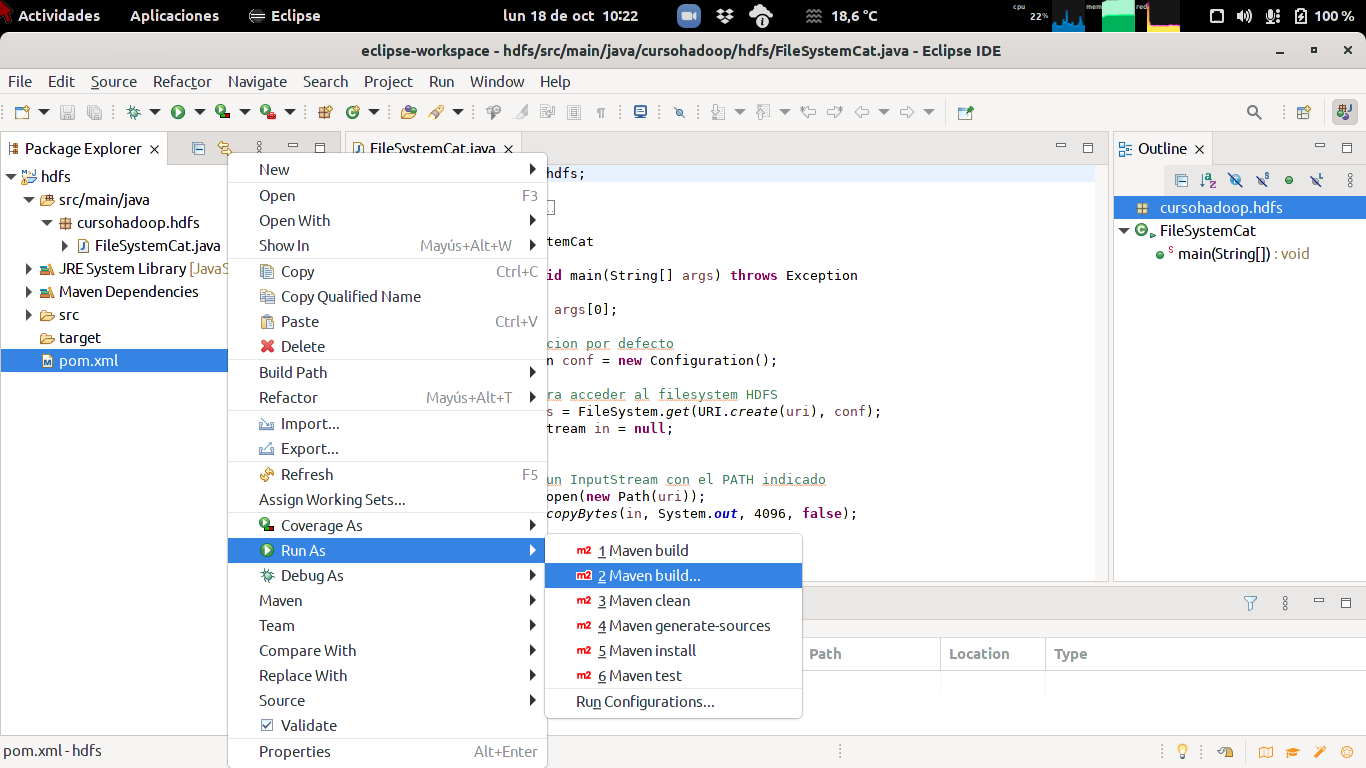 Actividades Aplicaciones Eclipse lun 18 de oct 10:22 18,6 °C cpu 22% mem red 100 %
eclipse-workspace - hdfs/src/main/java/cursohadoop/hdfs/FileSystemCat.java - Eclipse IDE
File Edit Source Refactor Navigate Search Project Run Window Help
Package Explorer
hdfs
src/main/java
cursohadoop.hdfs
FileSystemCat.java
JRE System Library [JavaS
Maven Dependencies
src
target
pom.xml
New
Open F3
Open With
Show In Mayús+Alt+W
Copy Ctrl+C
Copy Qualified Name
Paste Ctrl+V
Delete
Build Path
Refactor Mayús+Alt+T
Import...
Export...
Refresh F5
Assign Working Sets...
Coverage As
Run As
Debug As
Maven
Team
Compare With
Replace With
Source
Validate
Properties Alt+Enter
1 Maven build
2 Maven build...
3 Maven clean
4 Maven generate-sources
5 Maven install
6 Maven test
Run Configurations...
FileSystemCat.java
hdfs;
temCat
id main(String[] args) throws Exception
args[0];
cion por defecto
n conf = new Configuration();
ra acceder al filesystem HDFS
s = FileSystem.get(URI.create(uri), conf);
tream in = null;
un InputStream con el PATH indicado
open(new Path(uri));
copyBytes(in, System.out, 4096, false);
Outline
cursohadoop.hdfs
FileSystemCat
main(String[]) : void
Path Location Type
pom.xml - hdfs